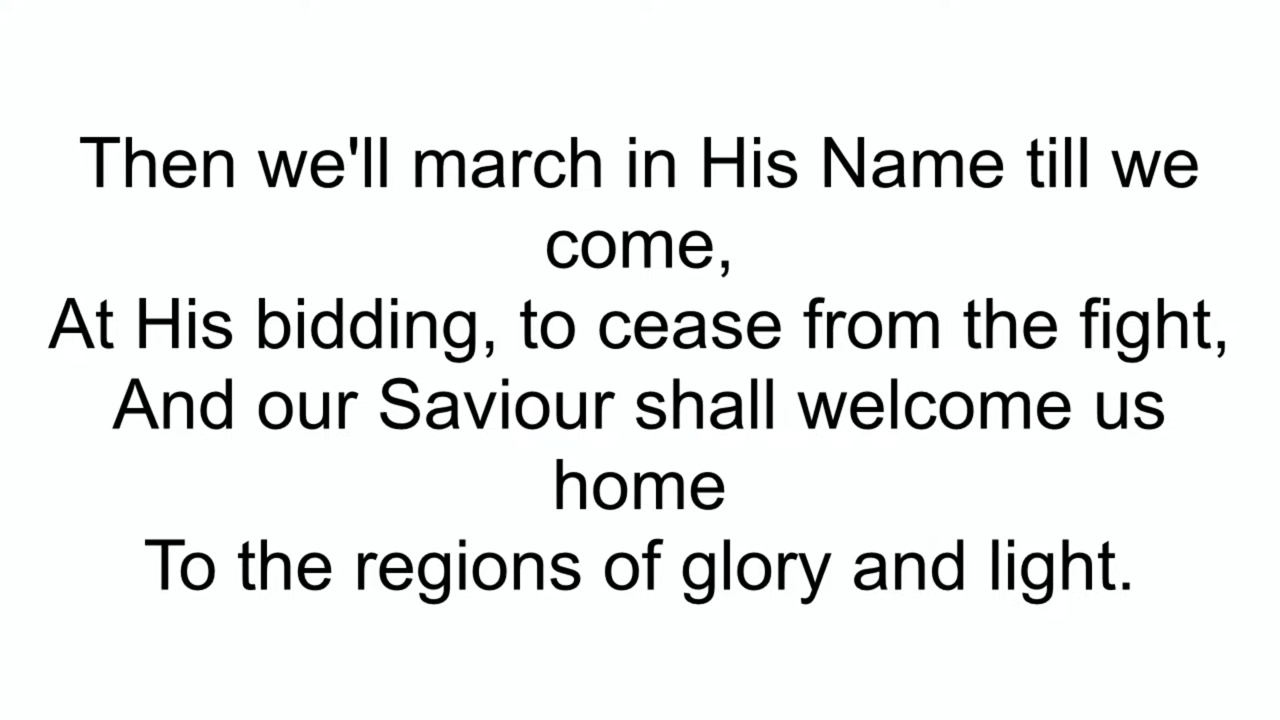 Then we'll march in His Name till we
come,
At His bidding, to cease from the fight,
And our Saviour shall welcome us
home
To the regions of glory and light.